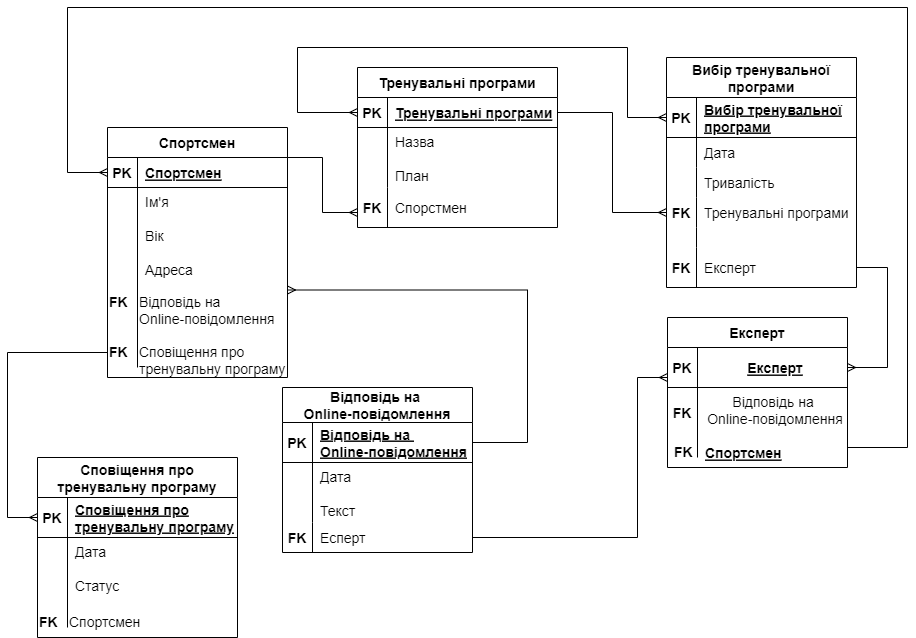 Тренувальні програми
PK Тренувальні програми
Назва
План
FK Спорстмен
Вибір тренувальної
програми
PK Вибір тренувальної
програми
Дата
Тривалість
FK Тренувальні програми
FK Експерт
Спортсмен
PK Спортсмен
Ім'я
Вік
Адреса
FK Відповідь на
Online-повідомлення
FK Сповіщення про
тренувальну програму
Експерт
PK Експерт
FK Відповідь на
Online-повідомлення
FK Спортсмен
Відповідь на
Online-повідомлення
PK Відповідь на
Online-повідомлення
Дата
Текст
FK Есперт
Сповіщення про
тренувальну програму
PK Сповіщення про
тренувальну програму
Дата
Статус
FK Спортсмен